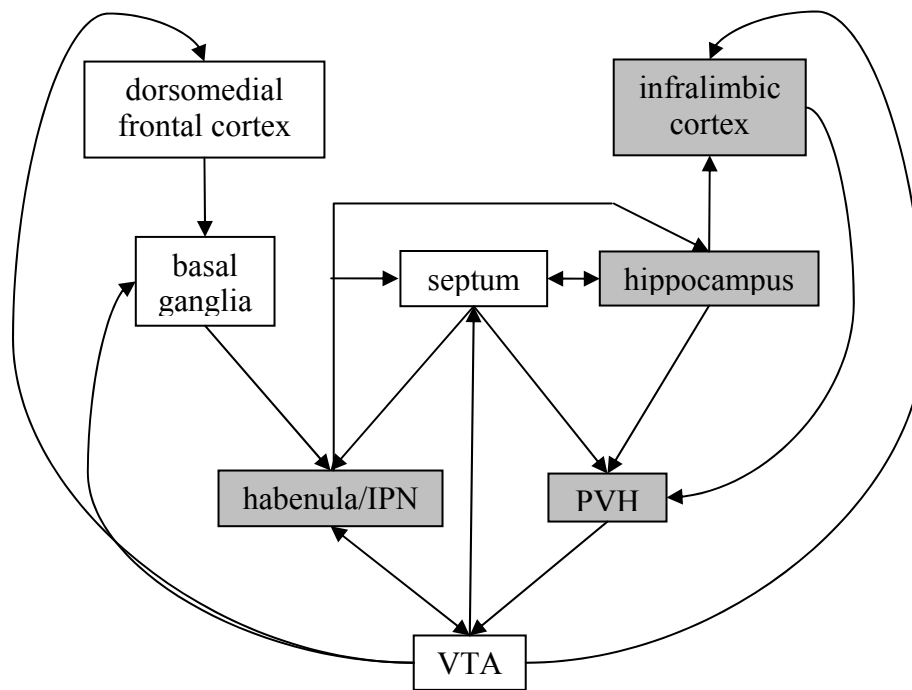 dorsomedial
frontal cortex
infralimbic
cortex
basal
ganglia
septum
hippocampus
habenula/IPN
PVH
VTA